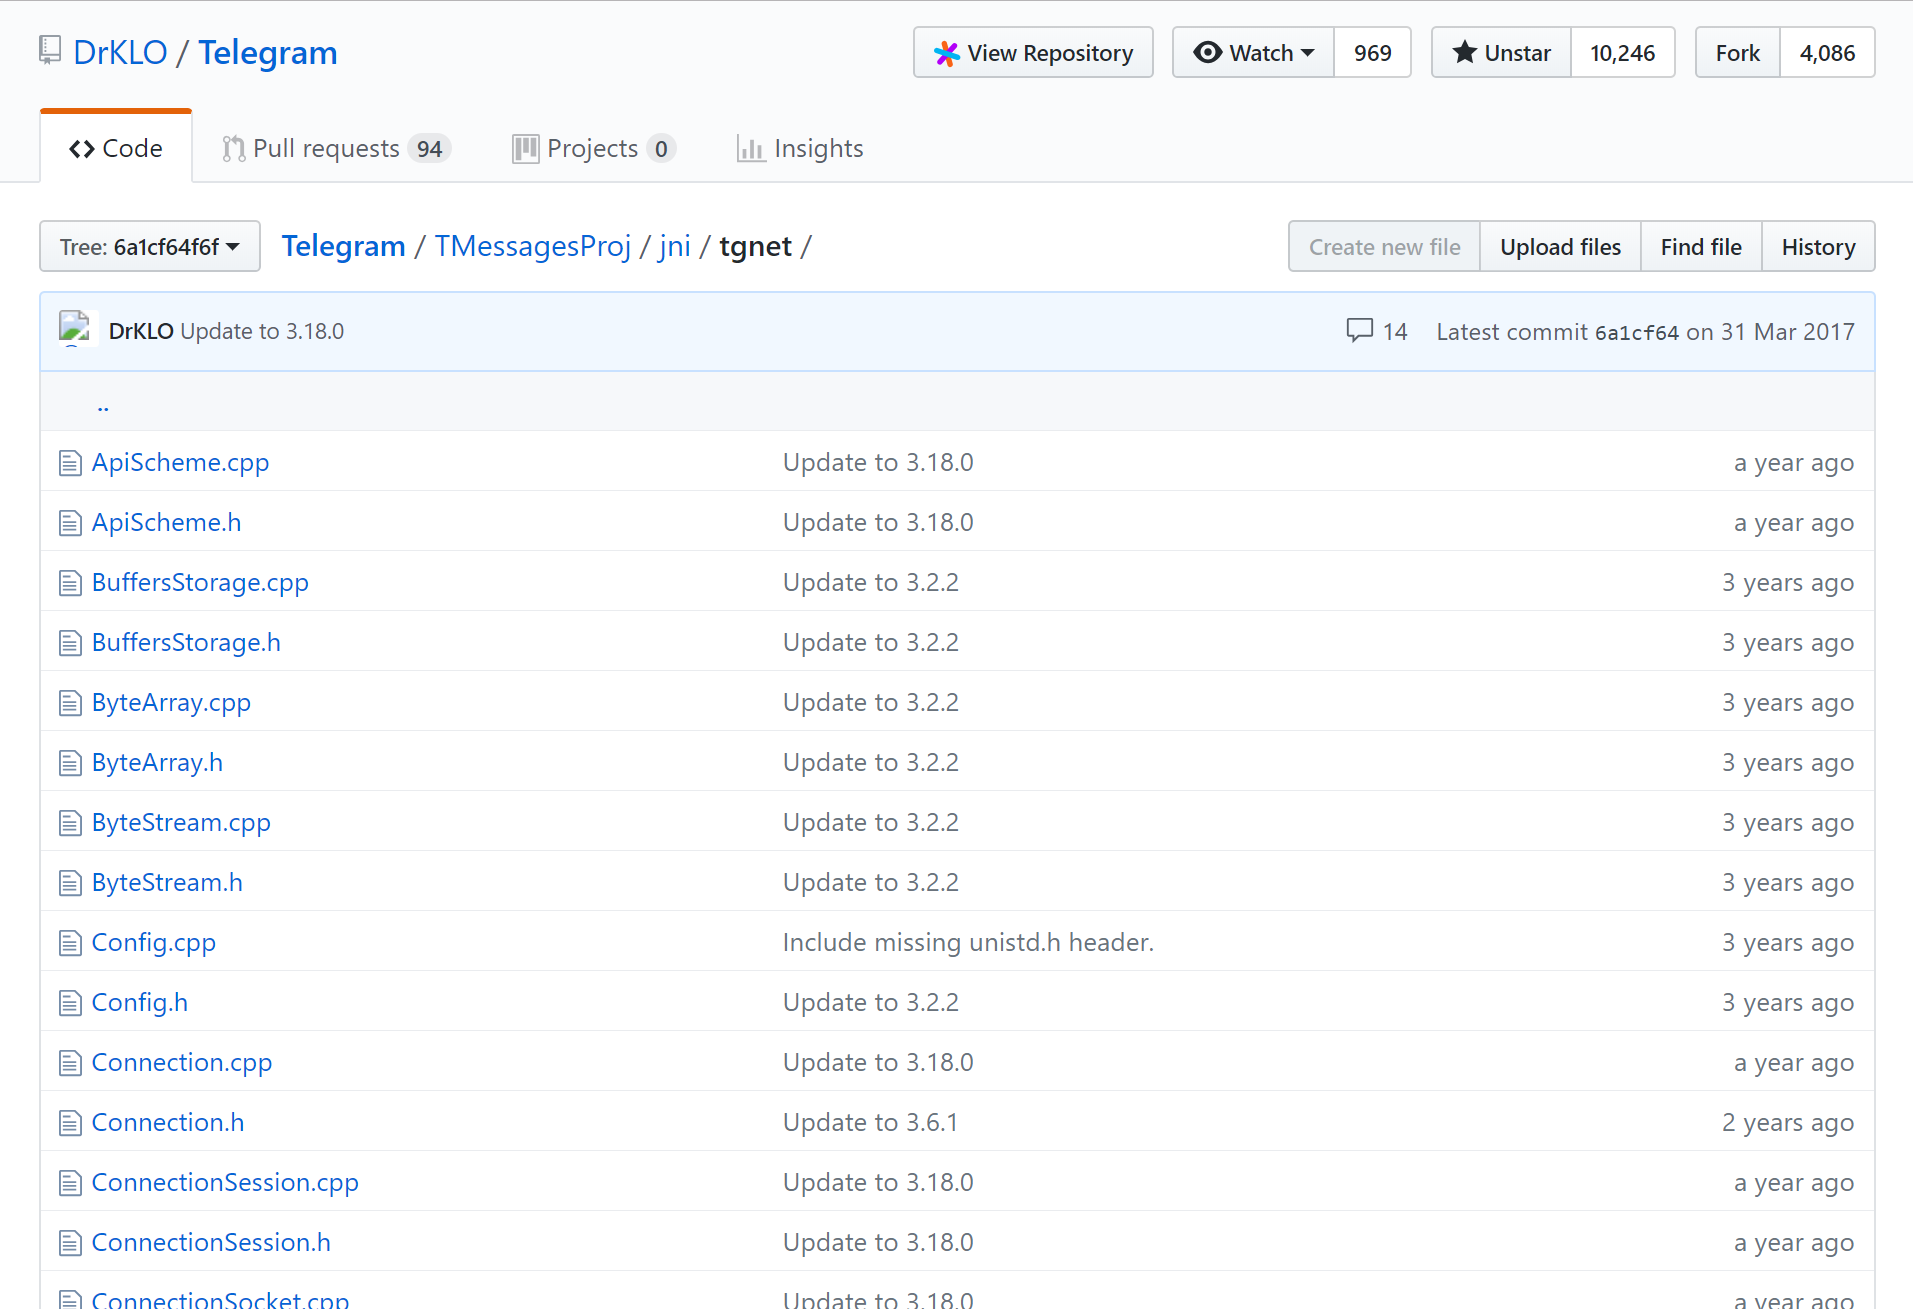 DrKLO / Telegram View Repository Watch 969 Unstar 10,246 Fork 4,086
Code Pull requests 94 Projects 0 Insights
Tree: 6a1cf64f6f Telegram / TMessagesProj / jni / tgnet / Create new file Upload files Find file History
DrKLO Update to 3.18.0 14 Latest commit 6a1cf64 on 31 Mar 2017
..
ApiScheme.cpp Update to 3.18.0 a year ago
ApiScheme.h Update to 3.18.0 a year ago
BuffersStorage.cpp Update to 3.2.2 3 years ago
BuffersStorage.h Update to 3.2.2 3 years ago
ByteArray.cpp Update to 3.2.2 3 years ago
ByteArray.h Update to 3.2.2 3 years ago
ByteStream.cpp Update to 3.2.2 3 years ago
ByteStream.h Update to 3.2.2 3 years ago
Config.cpp Include missing unistd.h header. 3 years ago
Config.h Update to 3.2.2 3 years ago
Connection.cpp Update to 3.18.0 a year ago
Connection.h Update to 3.6.1 2 years ago
ConnectionSession.cpp Update to 3.18.0 a year ago
ConnectionSession.h Update to 3.18.0 a year ago
ConnectionSocket.cpp Update to 3.18.0 a year ago